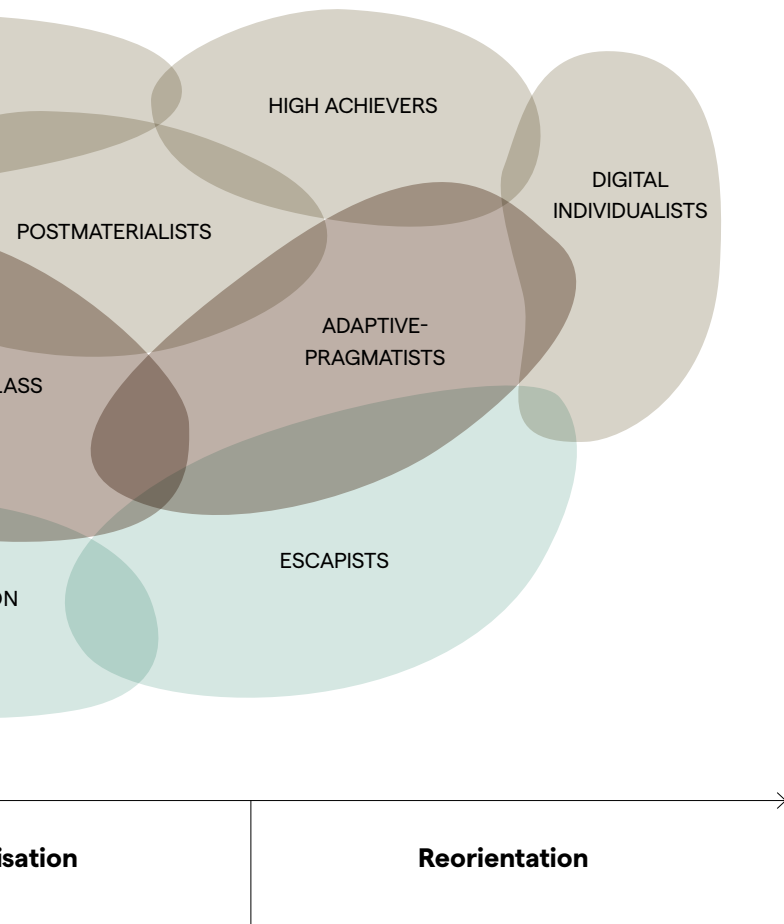 HIGH ACHIEVERS
DIGITAL
INDIVIDUALISTS
POSTMATERIALISTS
ADAPTIVE-
PRAGMATISTS
LASS
ESCAPISTS
ON
isation
Reorientation